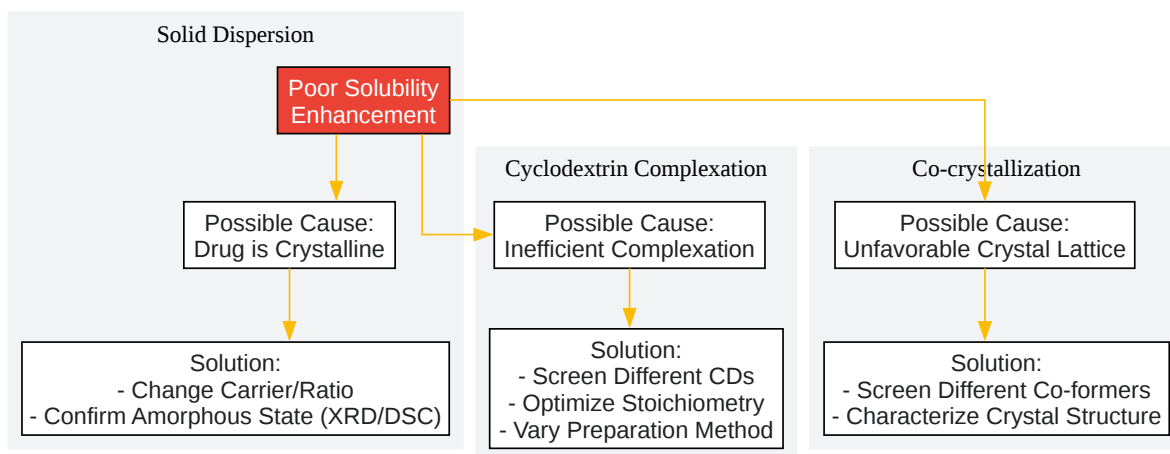 Solid Dispersion
Poor Solubility
Enhancement
Cyclodextrin Complexation
Co-crystallization
Possible Cause:
Drug is Crystalline
Possible Cause:
Inefficient Complexation
Possible Cause:
Unfavorable Crystal Lattice
Solution:
- Change Carrier/Ratio
- Confirm Amorphous State (XRD/DSC)
Solution:
- Screen Different CDs
- Optimize Stoichiometry
- Vary Preparation Method
Solution:
- Screen Different Co-formers
- Characterize Crystal Structure